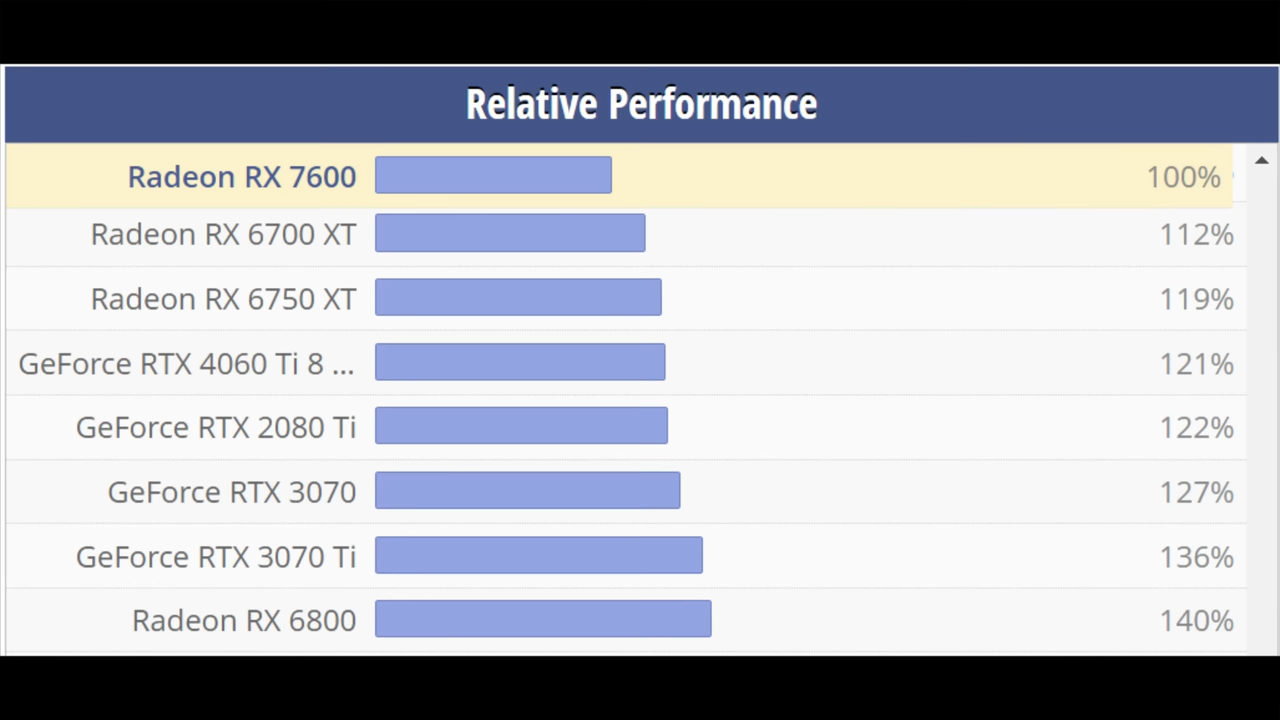 Relative Performance
Radeon RX 7600 100%
Radeon RX 6700 XT 112%
Radeon RX 6750 XT 119%
GeForce RTX 4060 Ti 8 ... 121%
GeForce RTX 2080 Ti 122%
GeForce RTX 3070 127%
GeForce RTX 3070 Ti 136%
Radeon RX 6800 140%